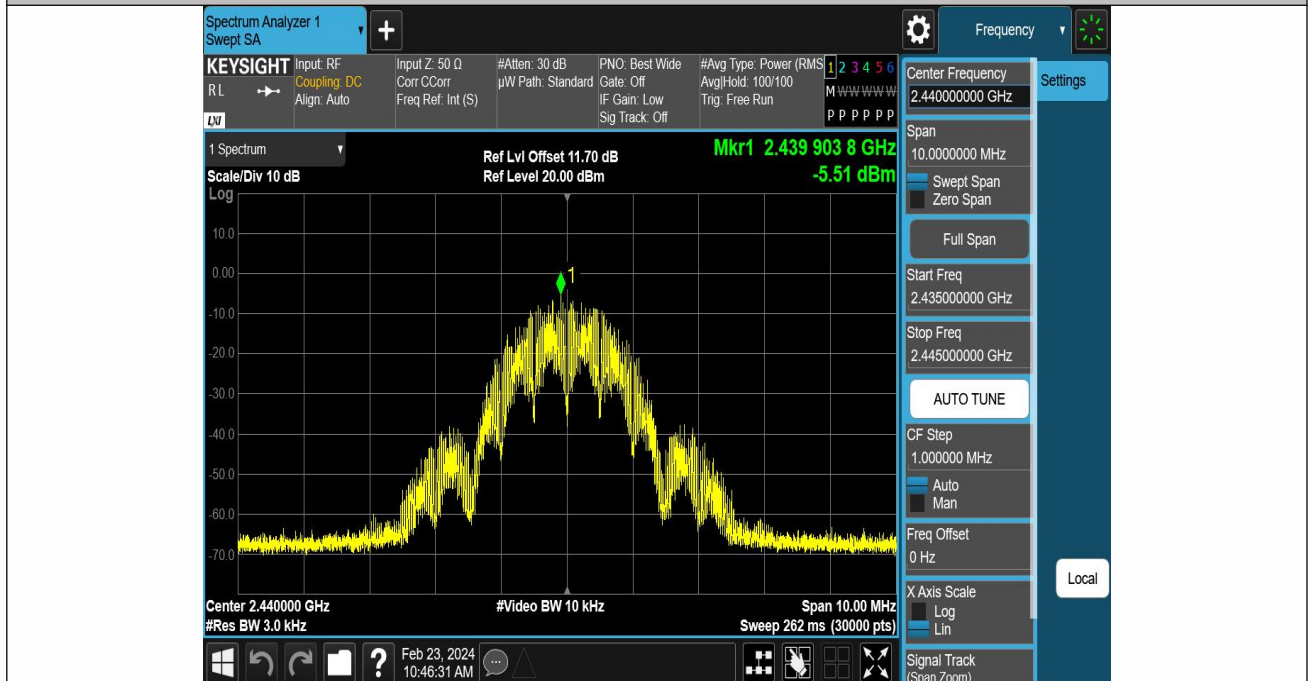 Spectrum Analyzer 1
Swept SA
+
Frequency
KEYSIGHT
RL
LXI
Input: RF
Coupling: DC
Align: Auto
Input Z: 50 Ω
Corr CCorr
Freq Ref: Int (S)
#Atten: 30 dB
µW Path: Standard
PNO: Best Wide
Gate: Off
IF Gain: Low
Sig Track: Off
#Avg Type: Power (RMS
Avg|Hold: 100/100
Trig: Free Run
1 2 3 4 5 6
M W W W W W
P P P P P P
1 Spectrum
Scale/Div 10 dB
Log
Ref Lvl Offset 11.70 dB
Ref Level 20.00 dBm
Mkr1 2.439 903 8 GHz
-5.51 dBm
10.0
0.00
-10.0
-20.0
-30.0
-40.0
-50.0
-60.0
-70.0
1
Center 2.440000 GHz
#Res BW 3.0 kHz
#Video BW 10 kHz
Span 10.00 MHz
Sweep 262 ms (30000 pts)
Feb 23, 2024
10:46:31 AM
?
Center Frequency
2.440000000 GHz
Span
10.0000000 MHz
Swept Span
Zero Span
Full Span
Start Freq
2.435000000 GHz
Stop Freq
2.445000000 GHz
AUTO TUNE
CF Step
1.000000 MHz
Auto
Man
Freq Offset
0 Hz
X Axis Scale
Log
Lin
Signal Track
(Span Zoom)
Settings
Local